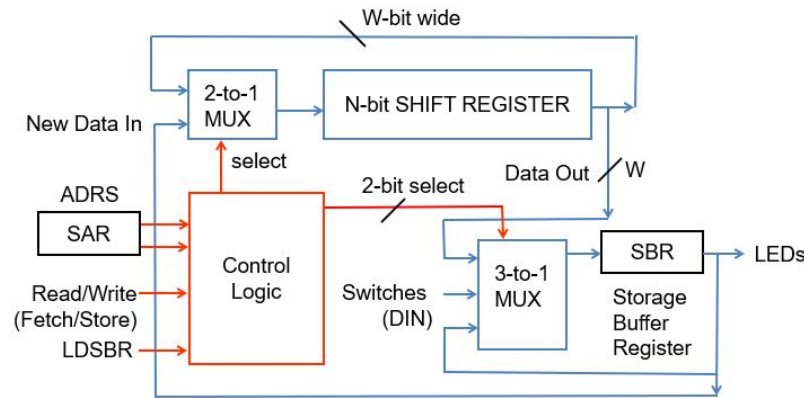 W-bit wide
2-to-1
MUX
N-bit SHIFT REGISTER
New Data In
select
Data Out
W
ADRS
2-bit select
SAR
Control
Logic
3-to-1
MUX
SBR
LEDs
Read/Write
(Fetch/Store)
Switches
(DIN)
Storage
Buffer
Register
LDSBR